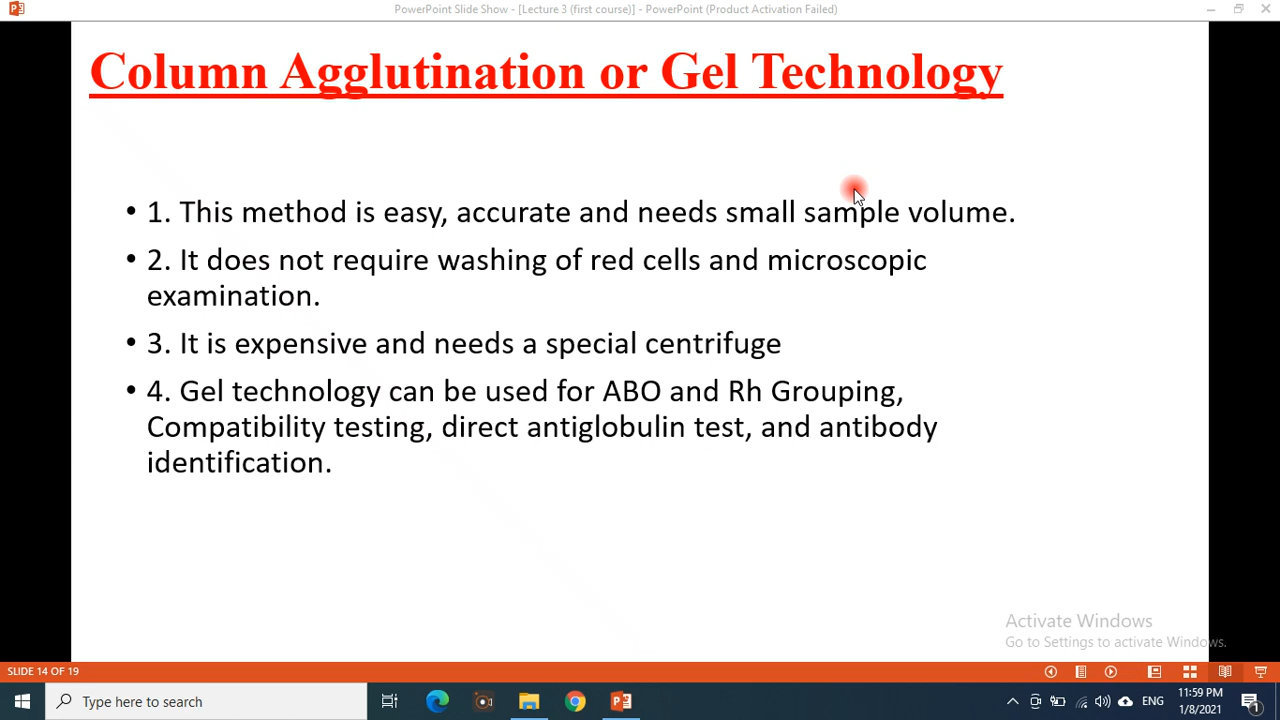 PowerPoint Slide Show - [Lecture 3 (first course)] - PowerPoint (Product Activation Failed)
Column Agglutination or Gel Technology
• 1. This method is easy, accurate and needs small sample volume.
• 2. It does not require washing of red cells and microscopic
examination.
• 3. It is expensive and needs a special centrifuge
• 4. Gel technology can be used for ABO and Rh Grouping,
Compatibility testing, direct antiglobulin test, and antibody
identification.
Activate Windows
Go to Settings to activate Windows.
SLIDE 14 OF 19
Type here to search
ENG
11:59 PM
1/8/2021
1